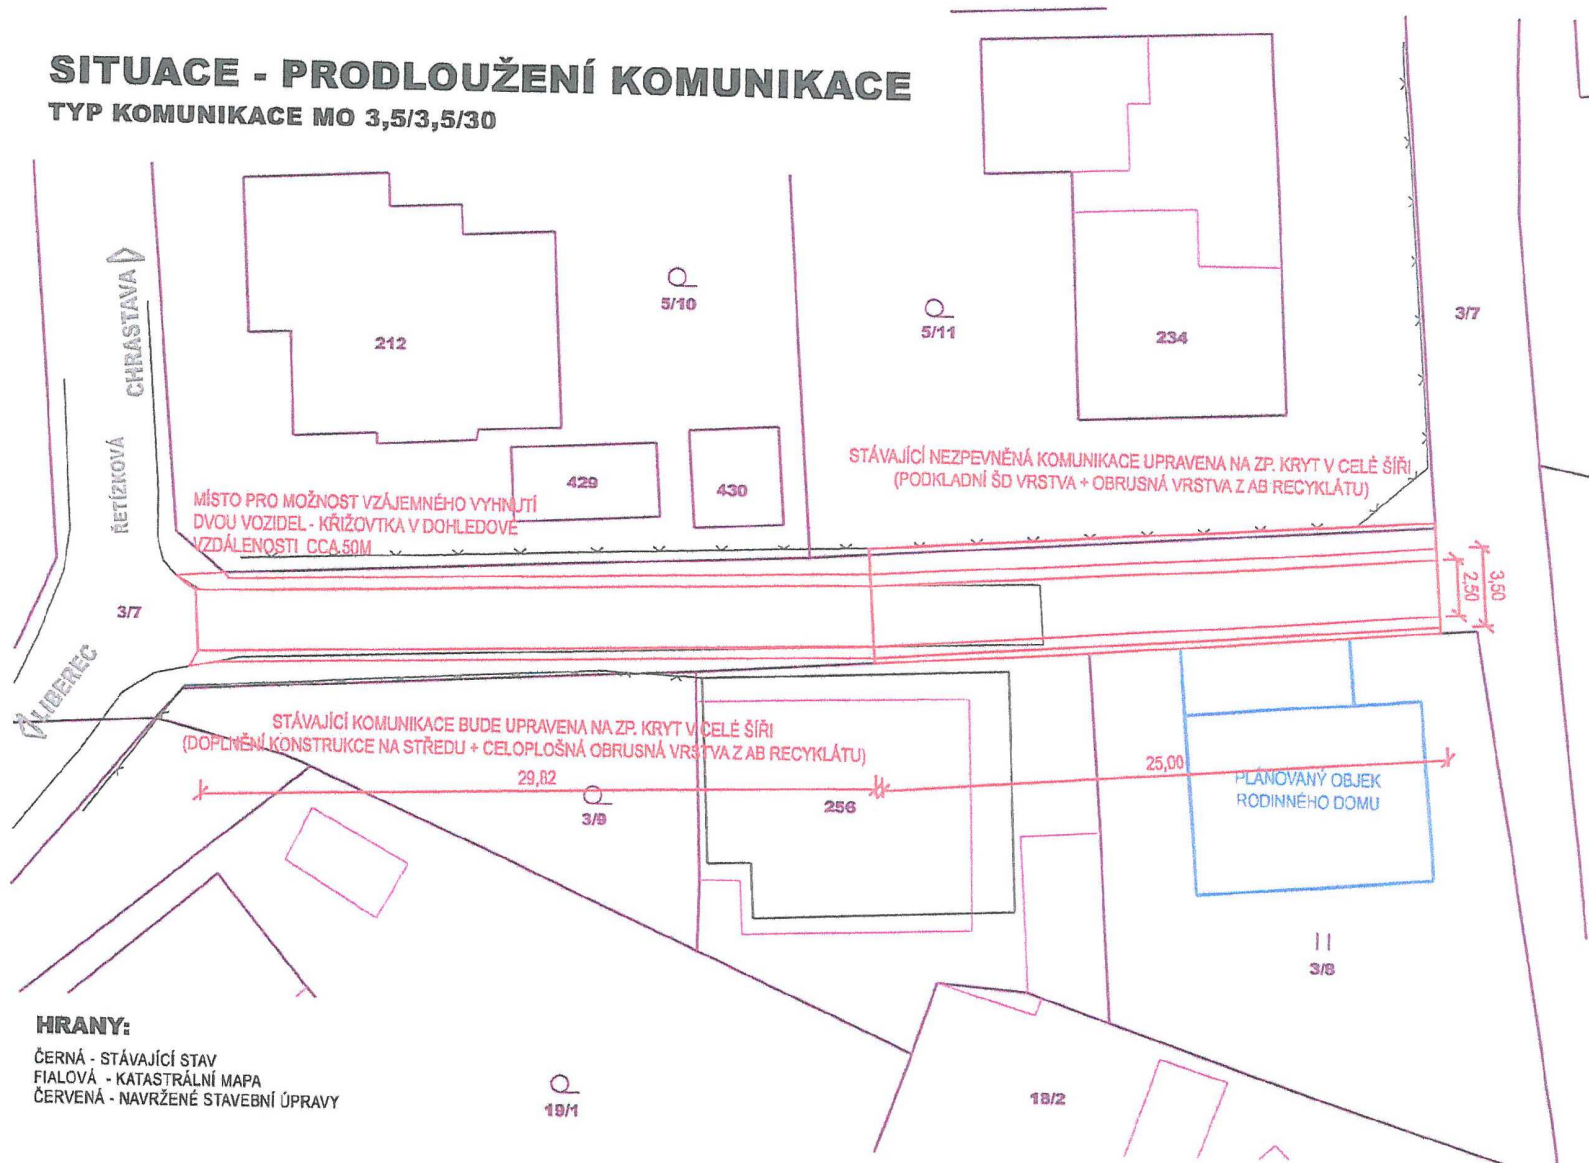 SITUACE - PRODLOUŽENÍ KOMUNIKACE
TYP KOMUNIKACE MO 3,5/3,5/30
CHRASTAVA
ŘETÍZKOVÁ
LIBEREC
212
5/10
5/11
234
3/7
429
430
STÁVAJÍCÍ NEZPEVNĚNÁ KOMUNIKACE UPRAVENA NA ZP. KRYT V CELÉ ŠÍŘI
(PODKLADNÍ ŠD VRSTVA + OBRUSNÁ VRSTVA Z AB RECYKLÁTU)
MÍSTO PRO MOŽNOST VZÁJEMNÉHO VYHNUTÍ
DVOU VOZIDEL - KŘIŽOVTKA V DOHLEDOVÉ
VZDÁLENOSTI CCA 50M
3/7
2,50
3,50
STÁVAJÍCÍ KOMUNIKACE BUDE UPRAVENA NA ZP. KRYT V CELÉ ŠÍŘI
(DOPLNĚNÍ KONSTRUKCE NA STŘEDU + CELOPLOŠNÁ OBRUSNÁ VRSTVA Z AB RECYKLÁTU)
29,82
25,00
3/9
256
PLÁNOVANÝ OBJEK
RODINNÉHO DOMU
3/8
HRANY:
ČERNÁ - STÁVAJÍCÍ STAV
FIALOVÁ - KATASTRÁLNÍ MAPA
ČERVENÁ - NAVRŽENÉ STAVEBNÍ ÚPRAVY
19/1
18/2